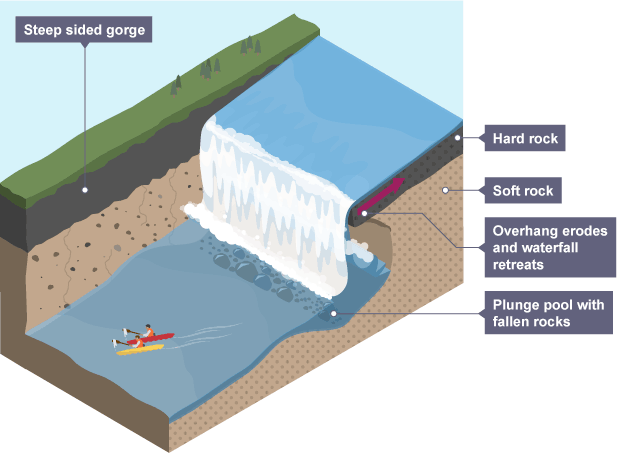 Steep sided gorge
Hard rock
Soft rock
Overhang erodes
and waterfall
retreats
Plunge pool with
fallen rocks